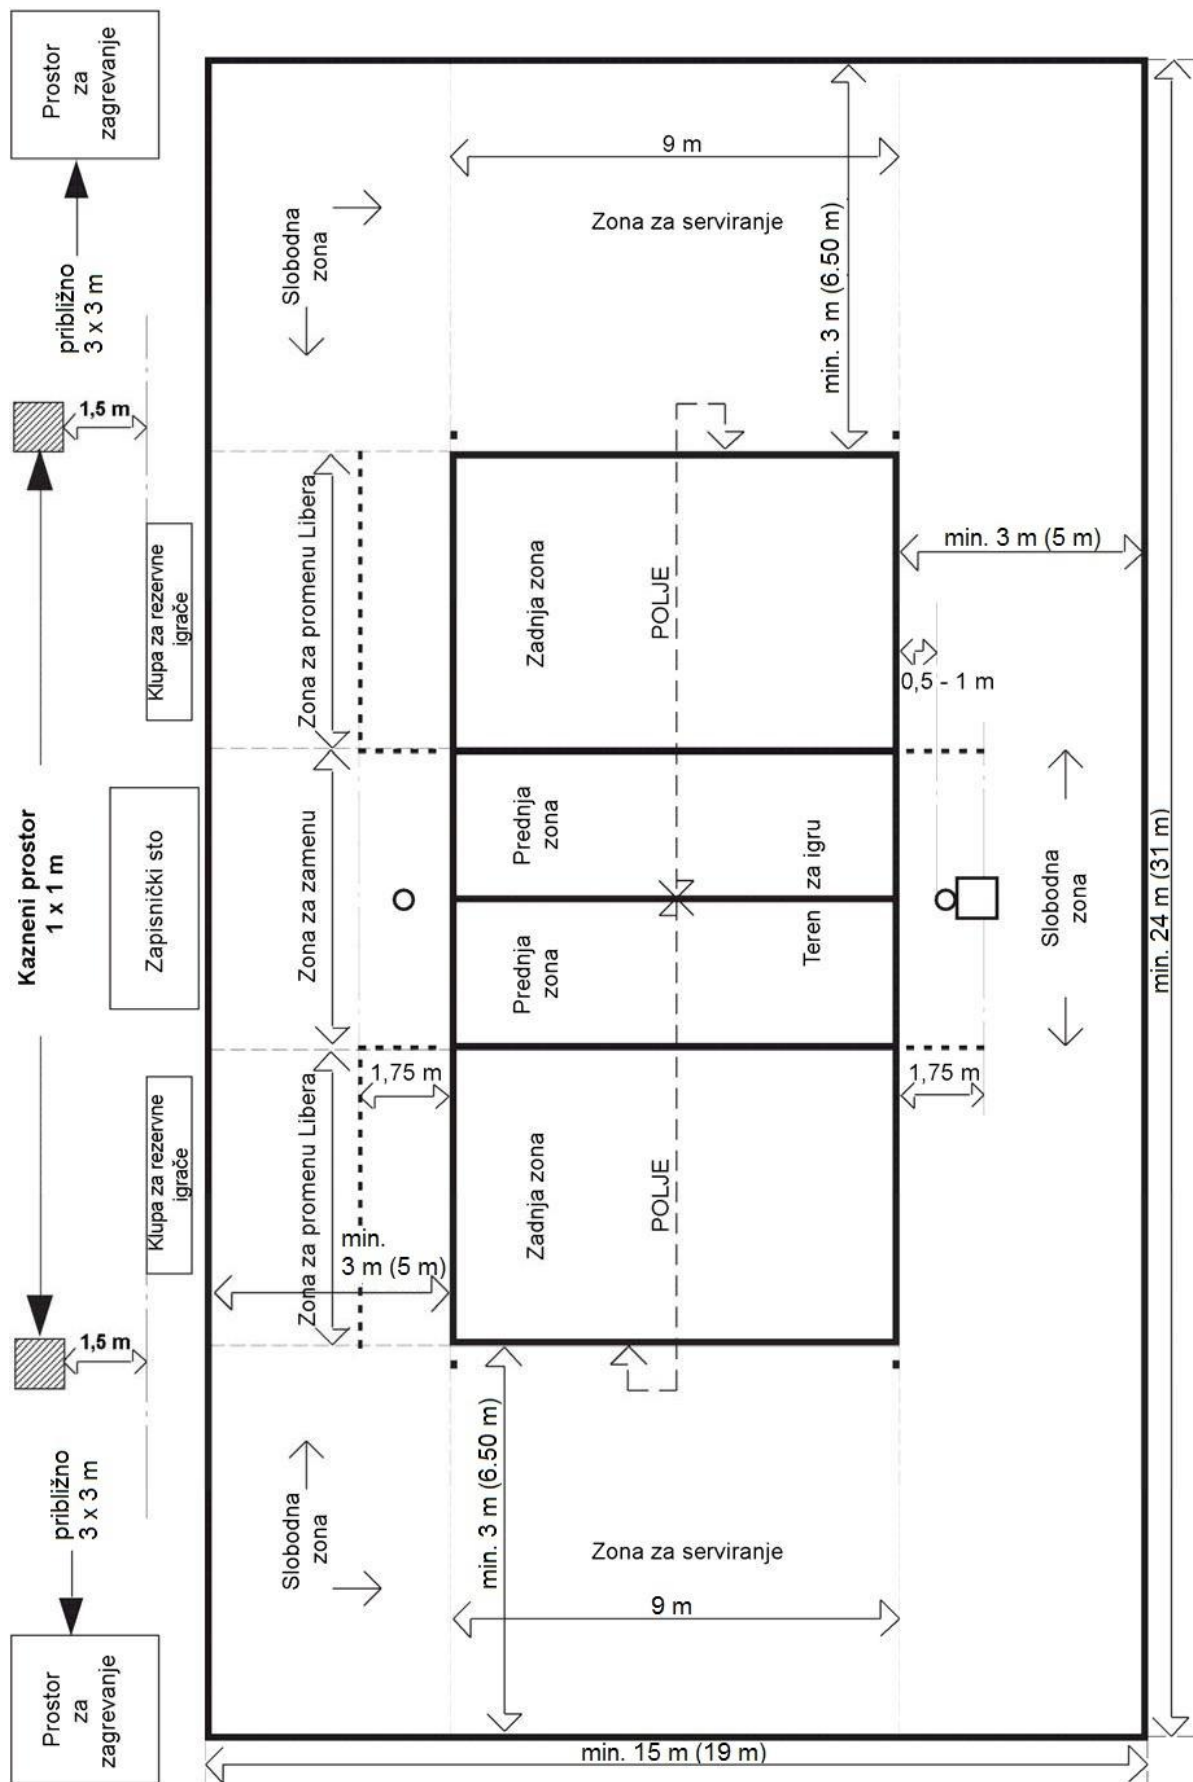 Prostor
za
zagrevanje
9 m
Zona za serviranje
Slobodna
zona
min. 3 m (6.50 m)
približno
3 x 3 m
1,5 m
Klupa za rezervne
igrače
Zona za promenu Libera
Zadnja zona
POLJE
min. 3 m (5 m)
0,5 - 1 m
Kazneni prostor
1 x 1 m
Zapisnički sto
Zona za zamenu
Prednja
zona
Prednja
zona
Teren za igru
Slobodna
zona
min. 24 m (31 m)
1,75 m
1,75 m
Klupa za rezervne
igrače
Zona za promenu Libera
Zadnja zona
POLJE
min.
3 m (5 m)
1,5 m
približno
3 x 3 m
Slobodna
zona
min. 3 m (6.50 m)
Zona za serviranje
9 m
Prostor
za
zagrevanje
min. 15 m (19 m)